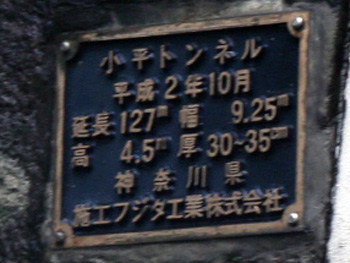 小平トンネル
平成2年10月
延長127m 幅 9.25m
高 4.5m 厚30~35cm
神奈川県
施工フジタ工業株式会社